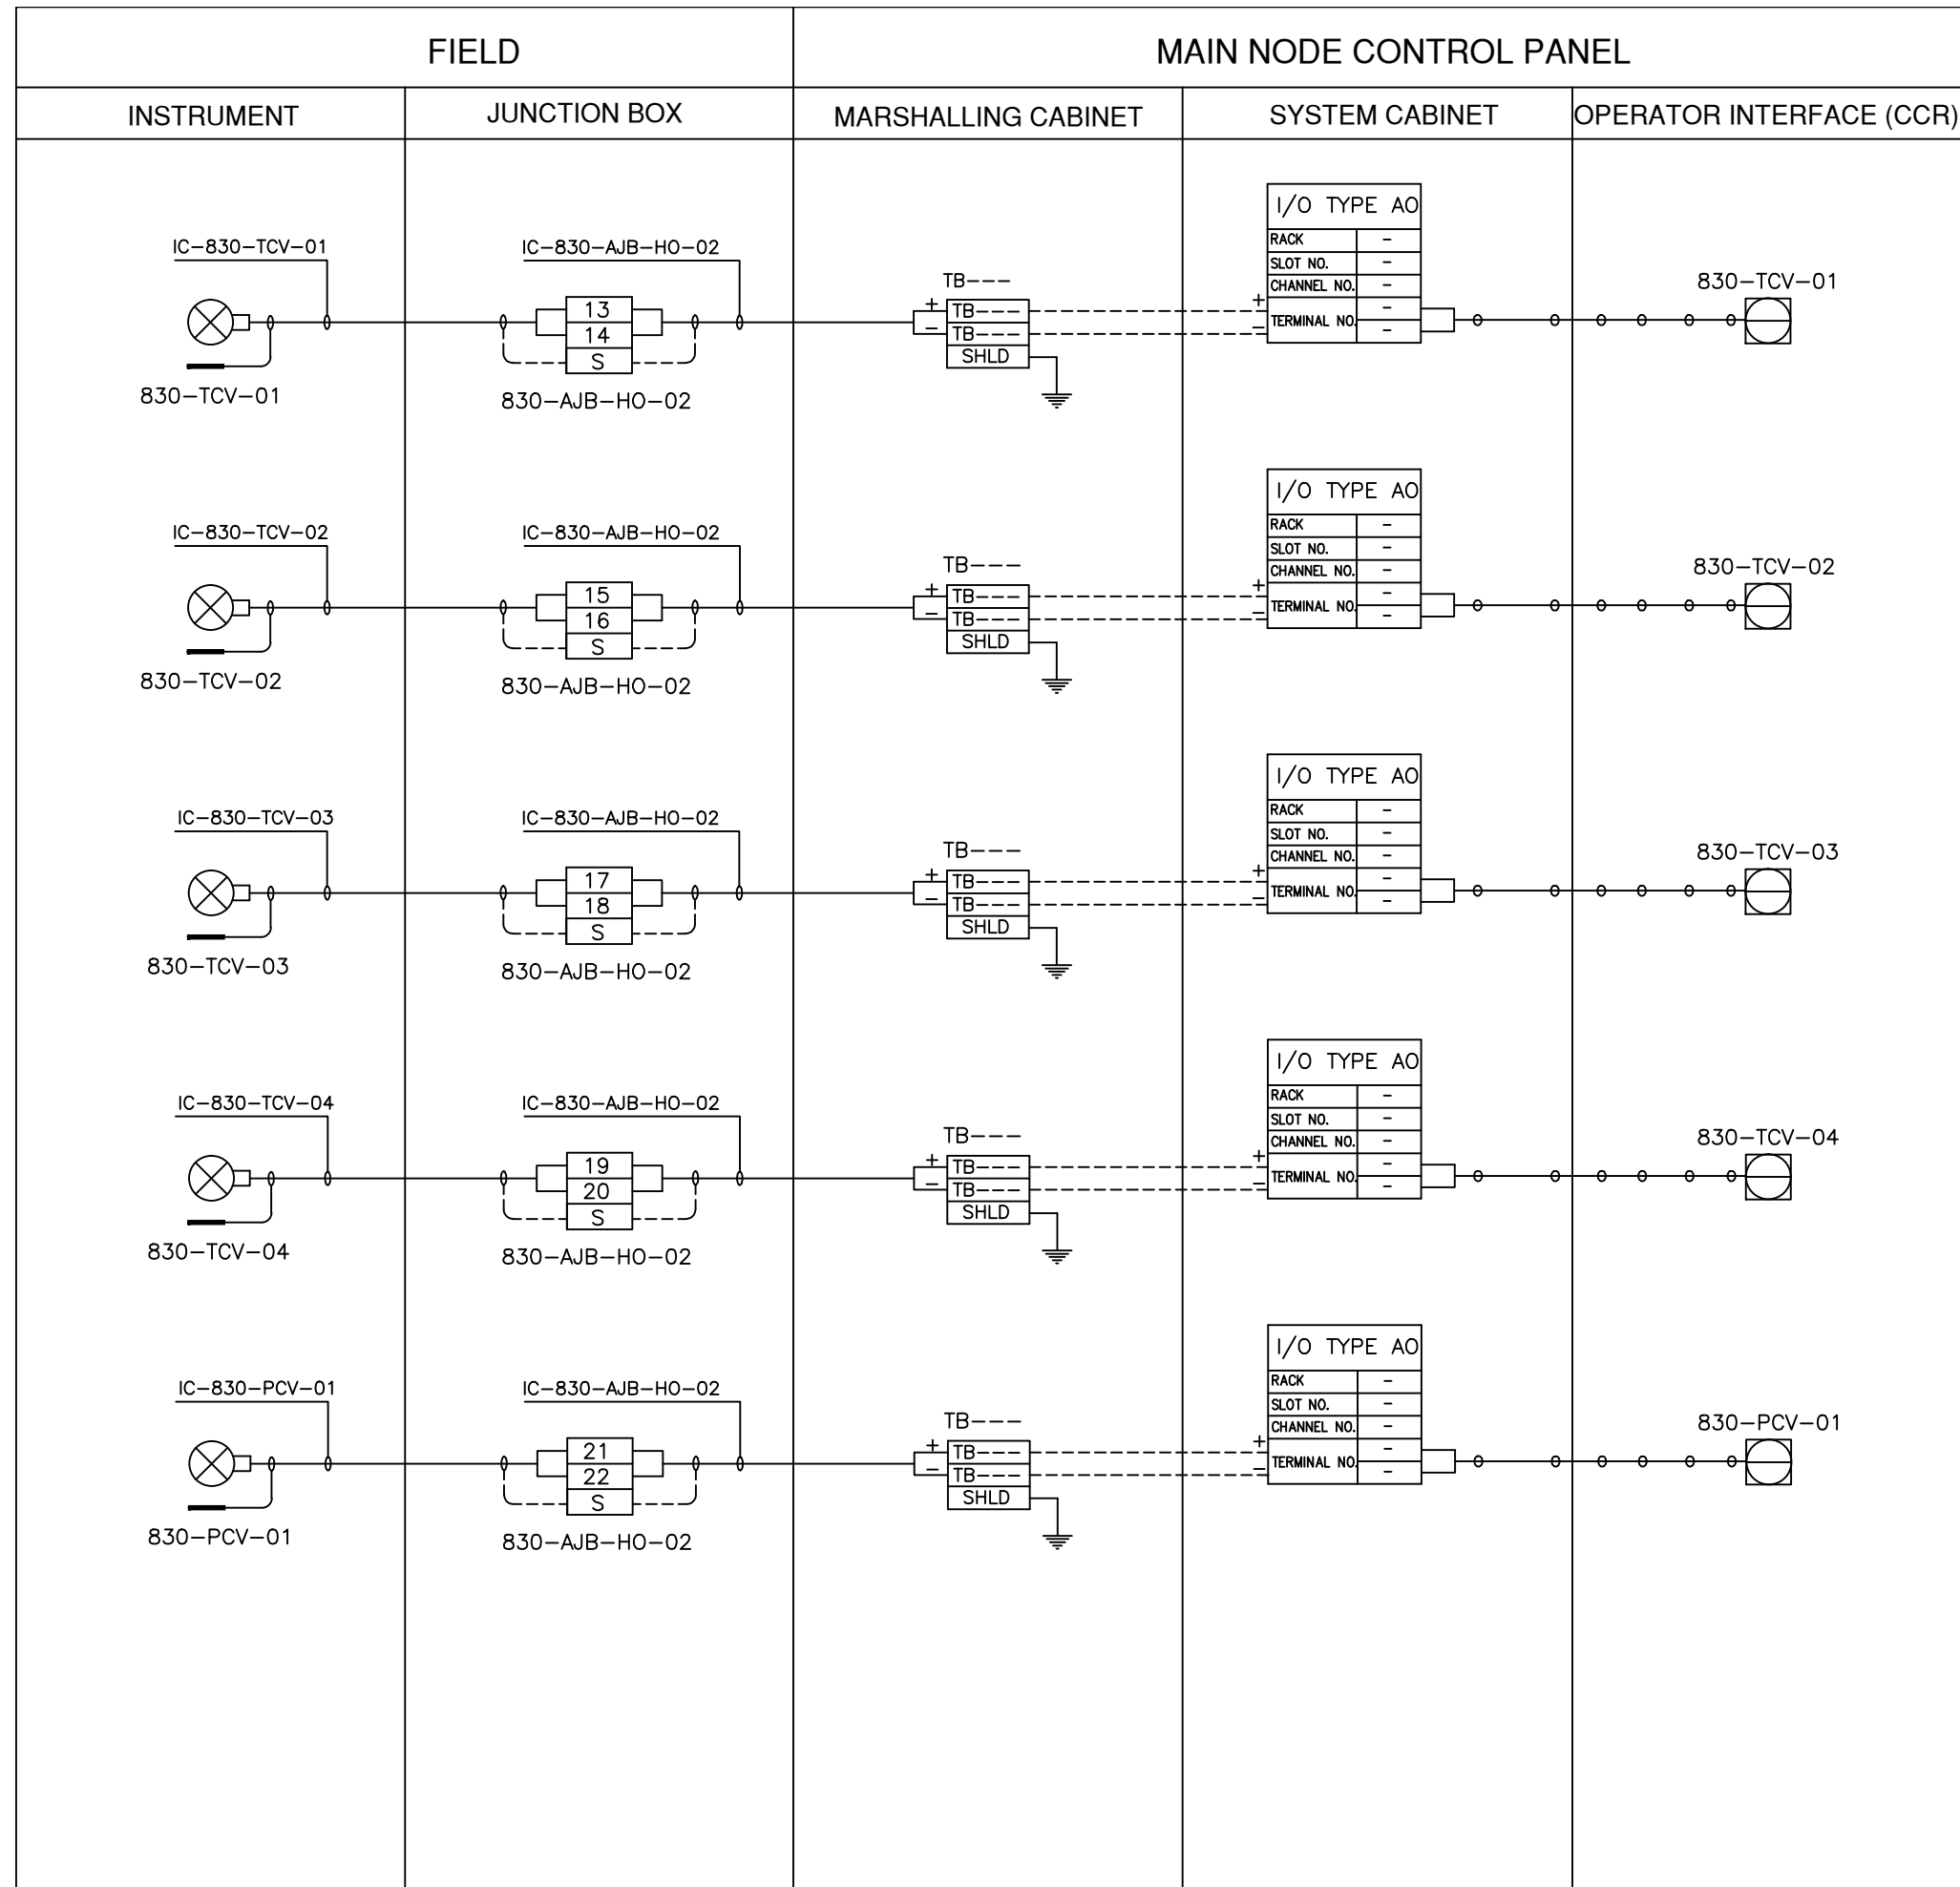 FIELD
MAIN NODE CONTROL PANEL
INSTRUMENT
JUNCTION BOX
MARSHALLING CABINET
SYSTEM CABINET
OPERATOR INTERFACE (CCR)
I/O TYPE AO
RACK -
SLOT NO. -
CHANNEL NO. -
TERMINAL NO. -
-
IC-830-TCV-01
IC-830-AJB-HO-02
TB---
830-TCV-01
13
14
S
+ TB----
- TB----
SHLD
+
-
830-TCV-01
830-AJB-HO-02
I/O TYPE AO
RACK -
SLOT NO. -
CHANNEL NO. -
TERMINAL NO. -
-
IC-830-TCV-02
IC-830-AJB-HO-02
TB---
830-TCV-02
15
16
S
+ TB----
- TB----
SHLD
+
-
830-TCV-02
830-AJB-HO-02
I/O TYPE AO
RACK -
SLOT NO. -
CHANNEL NO. -
TERMINAL NO. -
-
IC-830-TCV-03
IC-830-AJB-HO-02
TB---
830-TCV-03
17
18
S
+ TB----
- TB----
SHLD
+
-
830-TCV-03
830-AJB-HO-02
I/O TYPE AO
RACK -
SLOT NO. -
CHANNEL NO. -
TERMINAL NO. -
-
IC-830-TCV-04
IC-830-AJB-HO-02
TB---
830-TCV-04
19
20
S
+ TB----
- TB----
SHLD
+
-
830-TCV-04
830-AJB-HO-02
I/O TYPE AO
RACK -
SLOT NO. -
CHANNEL NO. -
TERMINAL NO. -
-
IC-830-PCV-01
IC-830-AJB-HO-02
TB---
830-PCV-01
21
22
S
+ TB----
- TB----
SHLD
+
-
830-PCV-01
830-AJB-HO-02